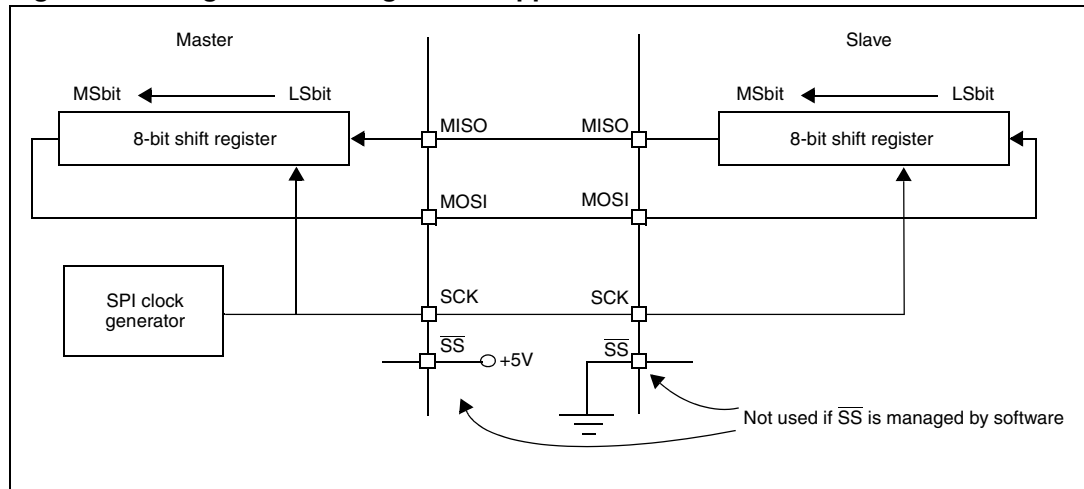 Master
Slave
MSbit
LSbit
MSbit
LSbit
8-bit shift register
MISO
MISO
8-bit shift register
MOSI
MOSI
SPI clock
generator
SCK
SCK
SS
+5V
SS
Not used if SS is managed by software